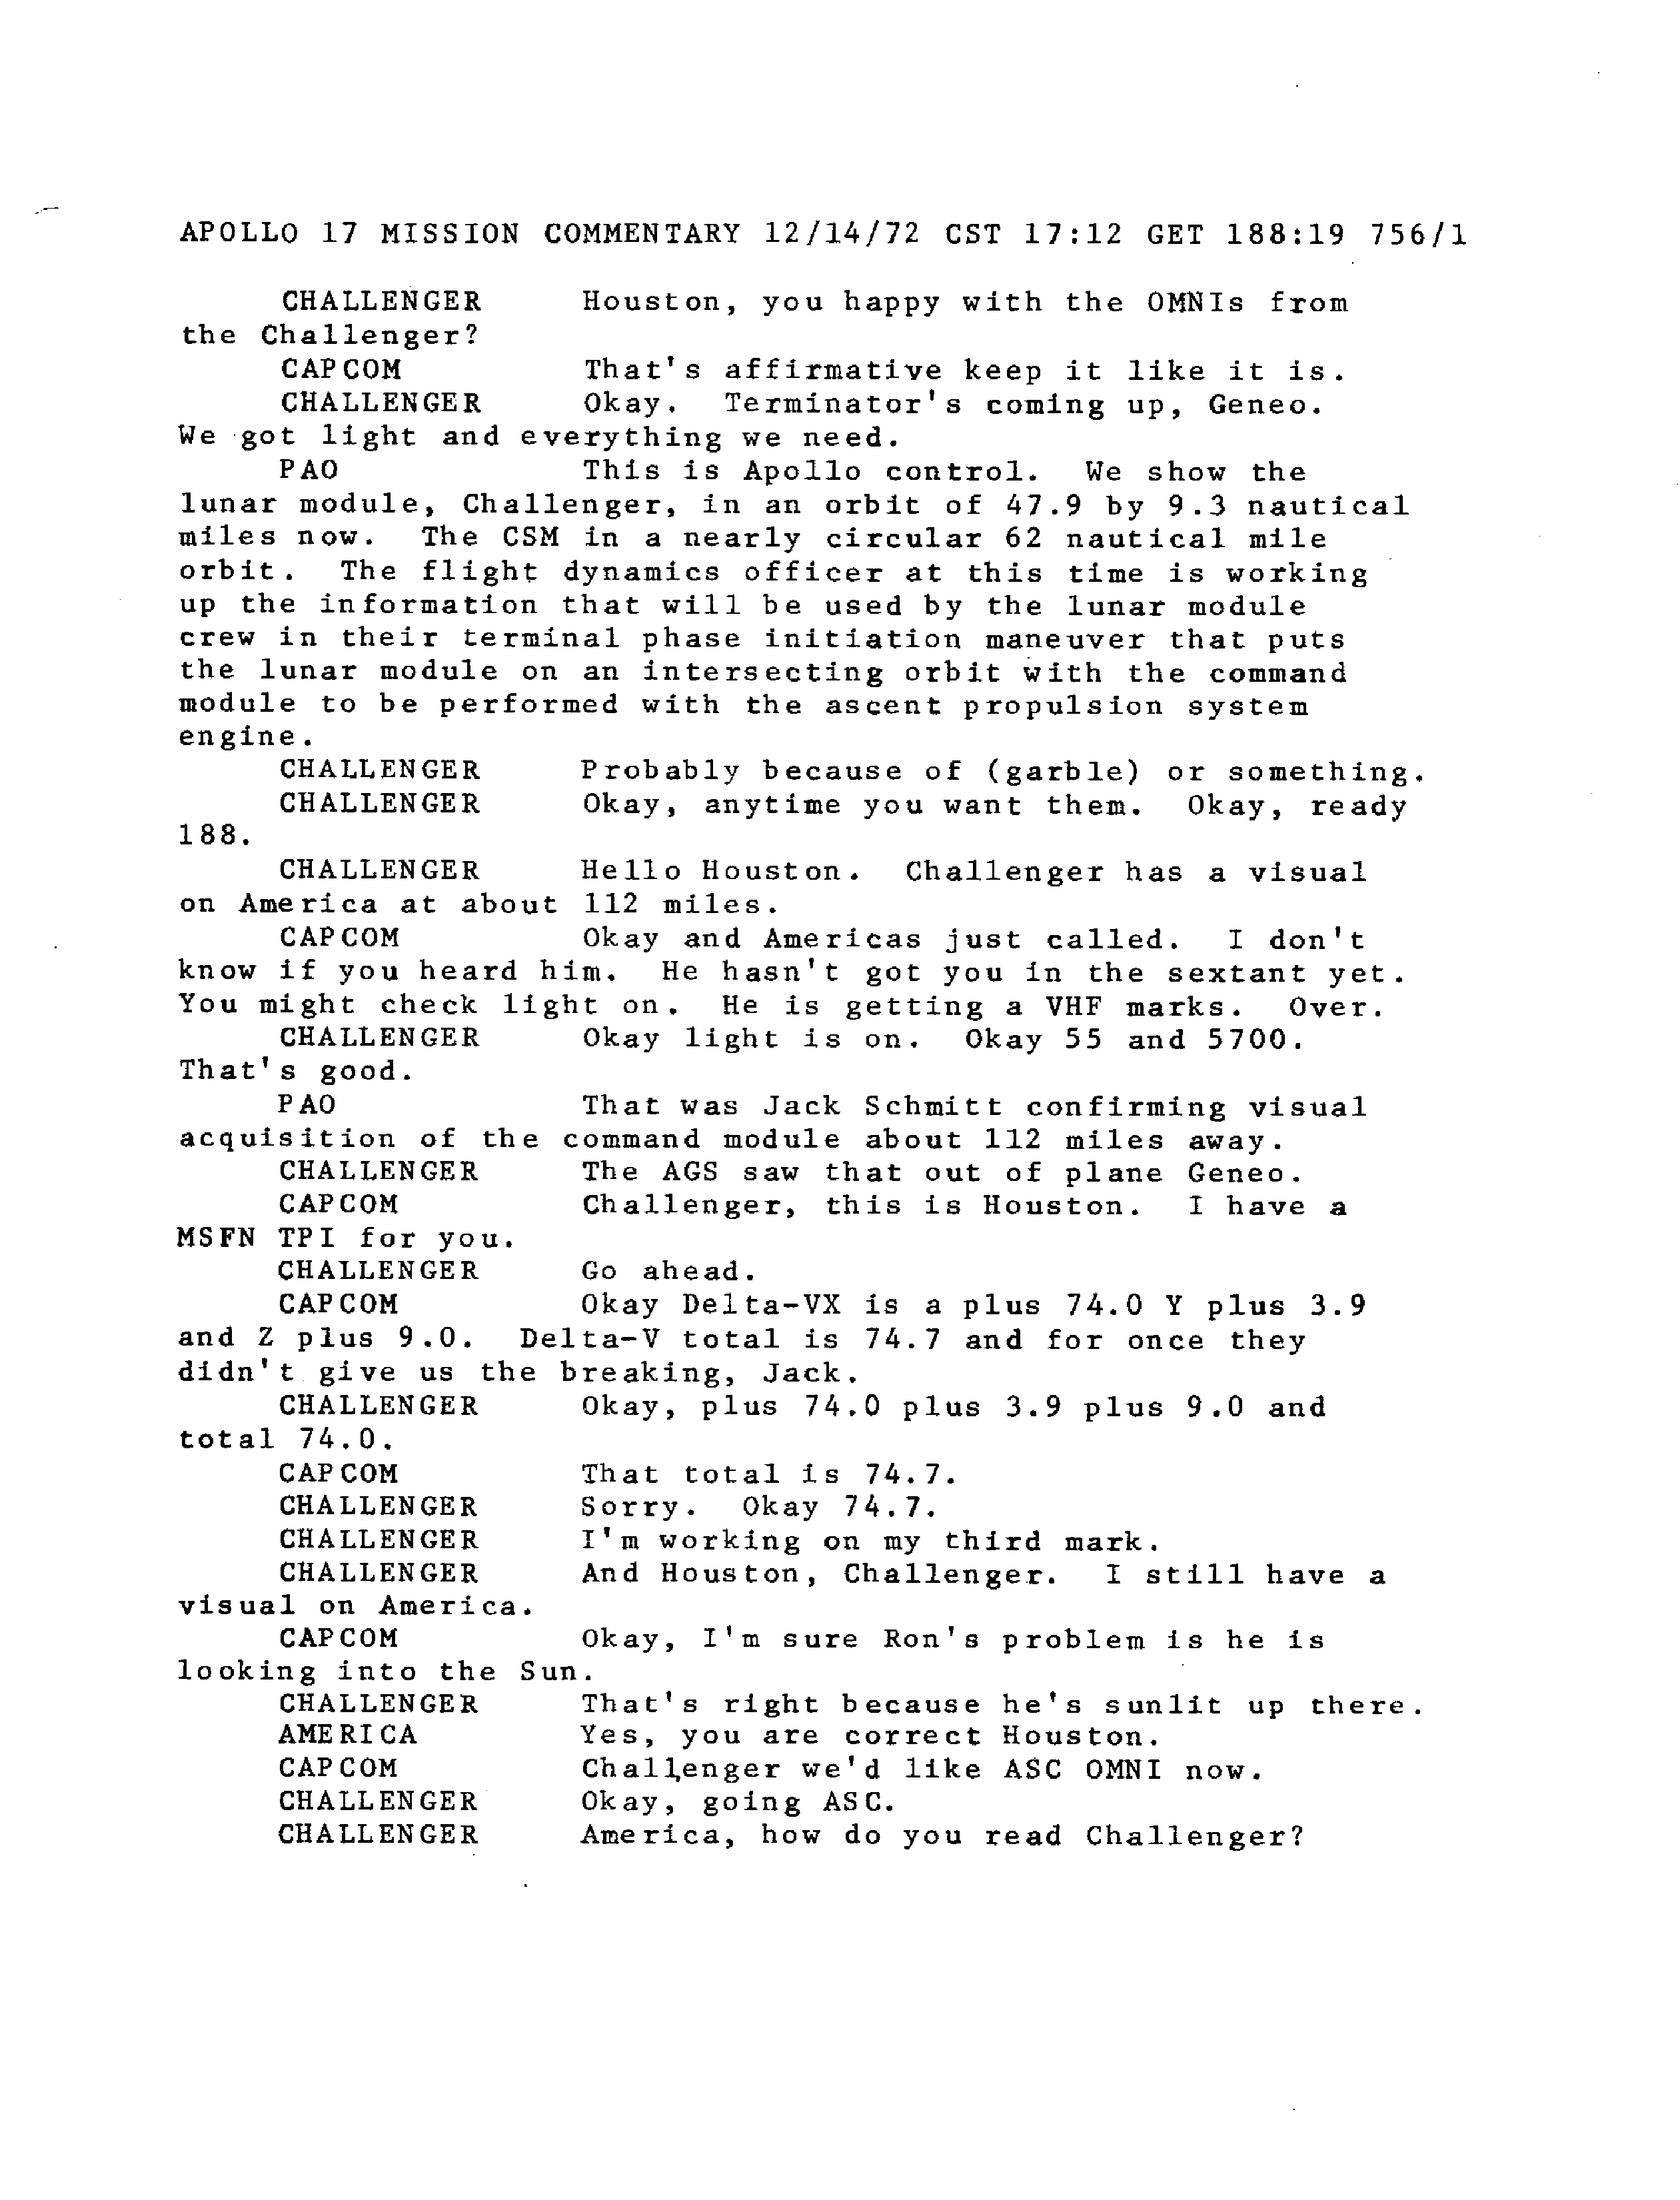 APOLLO 17 MISSION COMMENTARY 12/14/72 CST 17:12 GET 188:19 756/1
CHALLENGER Houston, you happy with the OMNIs from
the Challenger?
CAPCOM That's affirmative keep it like it is.
CHALLENGER Okay. Terminator's coming up, Geneo.
We got light and everything we need.
PAO This is Apollo control. We show the
lunar module, Challenger, in an orbit of 47.9 by 9.3 nautical
miles now. The CSM in a nearly circular 62 nautical mile
orbit. The flight dynamics officer at this time is working
up the information that will be used by the lunar module
crew in their terminal phase initiation maneuver that puts
the lunar module on an intersecting orbit with the command
module to be performed with the ascent propulsion system
engine.
CHALLENGER Probably because of (garble) or something.
CHALLENGER Okay, anytime you want them. Okay, ready
188.
CHALLENGER Hello Houston. Challenger has a visual
on America at about 112 miles.
CAPCOM Okay and Americas just called. I don't
know if you heard him. He hasn't got you in the sextant yet.
You might check light on. He is getting a VHF marks. Over.
CHALLENGER Okay light is on. Okay 55 and 5700.
That's good.
PAO That was Jack Schmitt confirming visual
acquisition of the command module about 112 miles away.
CHALLENGER The AGS saw that out of plane Geneo.
CAPCOM Challenger, this is Houston. I have a
MSFN TPI for you.
CHALLENGER Go ahead.
CAPCOM Okay Delta-VX is a plus 74.0 Y plus 3.9
and Z plus 9.0. Delta-V total is 74.7 and for once they
didn't give us the breaking, Jack.
CHALLENGER Okay, plus 74.0 plus 3.9 plus 9.0 and
total 74.0.
CAPCOM That total is 74.7.
CHALLENGER Sorry. Okay 74.7.
CHALLENGER I'm working on my third mark.
CHALLENGER And Houston, Challenger. I still have a
visual on America.
CAPCOM Okay, I'm sure Ron's problem is he is
looking into the Sun.
CHALLENGER That's right because he's sunlit up there.
AMERICA Yes, you are correct Houston.
CAPCOM Challenger we'd like ASC OMNI now.
CHALLENGER Okay, going ASC.
CHALLENGER America, how do you read Challenger?